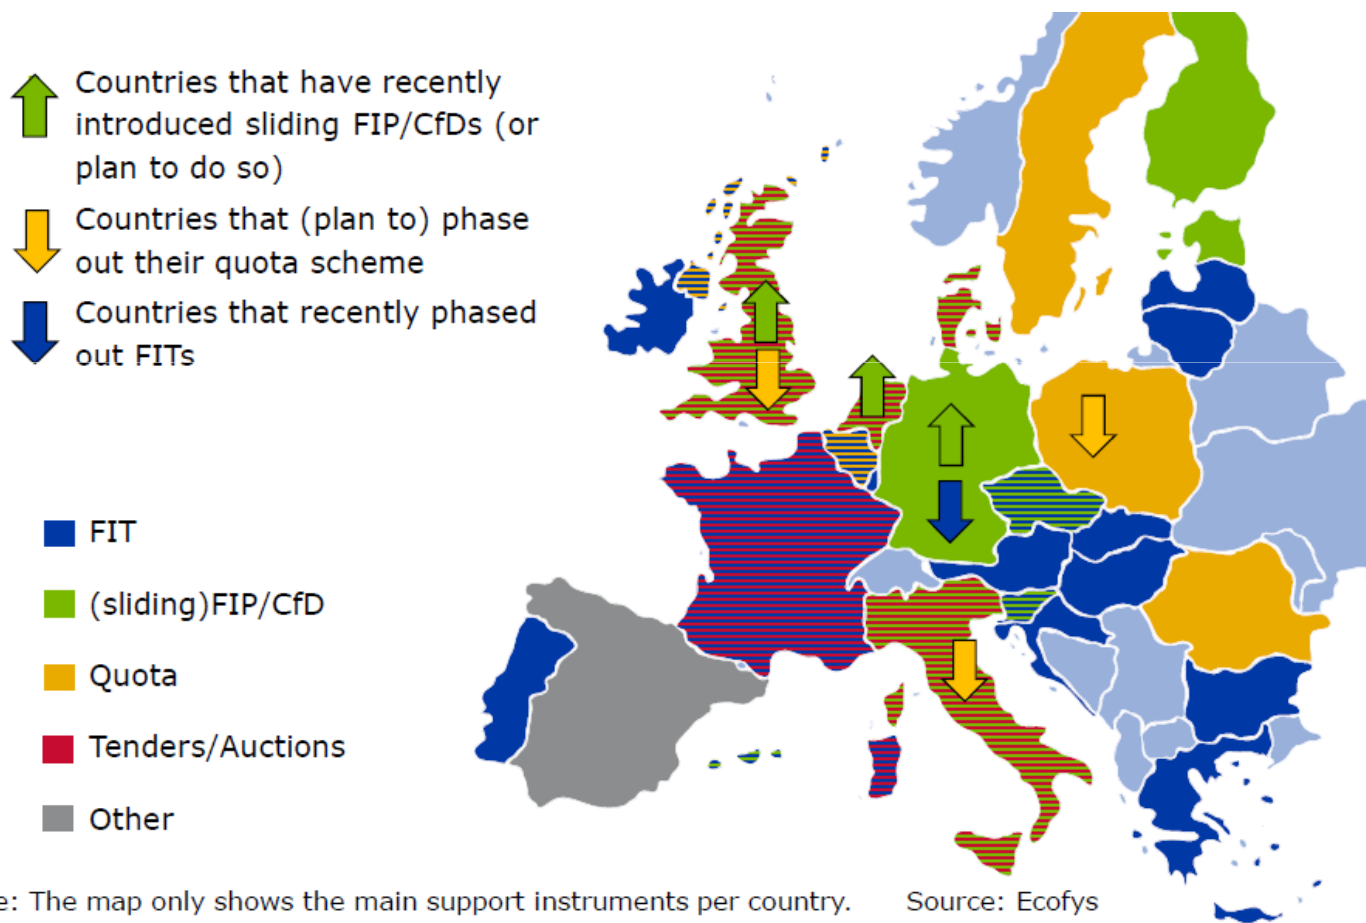 Countries that have recently
introduced sliding FIP/CfDs (or
plan to do so)
Countries that (plan to) phase
out their quota scheme
Countries that recently phased
out FITs
FIT
(sliding)FIP/CfD
Quota
Tenders/Auctions
Other
e: The map only shows the main support instruments per country. Source: Ecofys